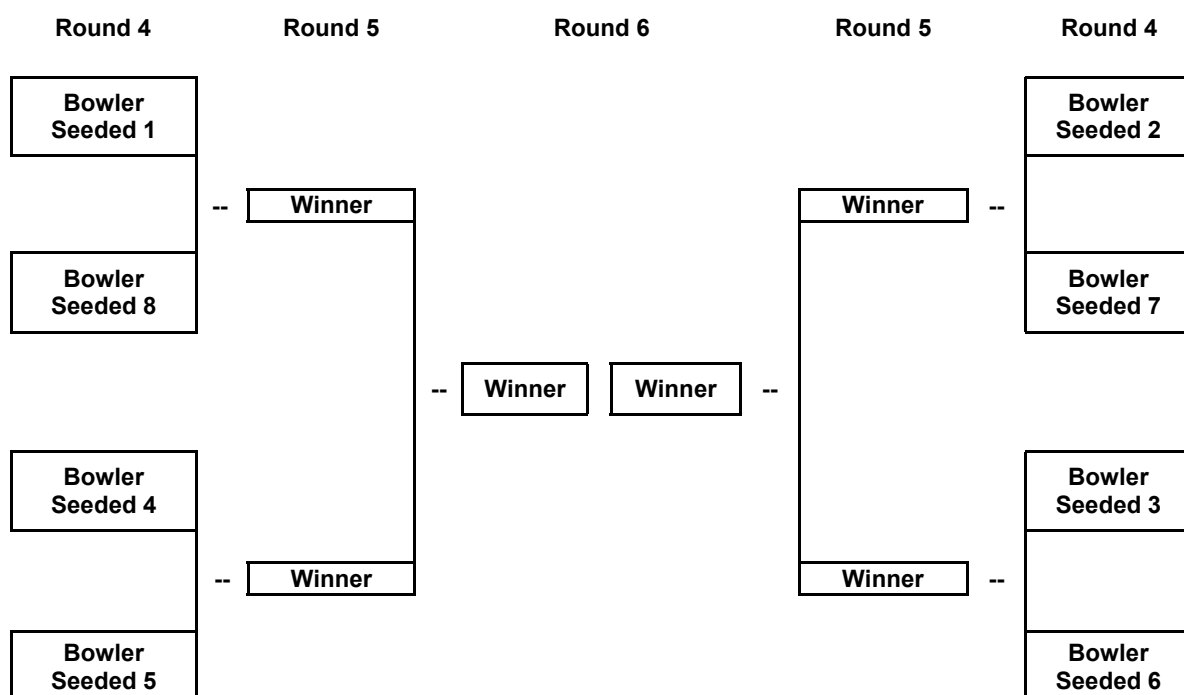 Round 4 Round 5 Round 6 Round 5 Round 4
Bowler Bowler
Seeded 1 Seeded 2
-- Winner Winner --
Bowler Bowler
Seeded 8 Seeded 7
-- Winner Winner --
Bowler Bowler
Seeded 4 Seeded 3
-- Winner Winner --
Bowler Bowler
Seeded 5 Seeded 6